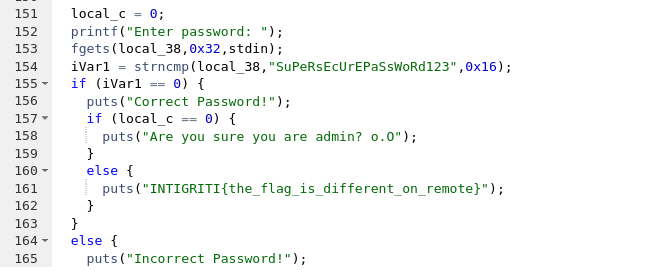 151 local_c = 0;
152 printf("Enter password: ");
153 fgets(local_38,0x32,stdin);
154 iVar1 = strncmp(local_38,"SuPeRsEcUrEPaSsWoRd123",0x16);
155 if (iVar1 == 0) {
156 puts("Correct Password!");
157 if (local_c == 0) {
158 puts("Are you sure you are admin? o.O");
159 }
160 else {
161 puts("INTIGRITI{the_flag_is_different_on_remote}");
162 }
163 }
164 else {
165 puts("Incorrect Password!");